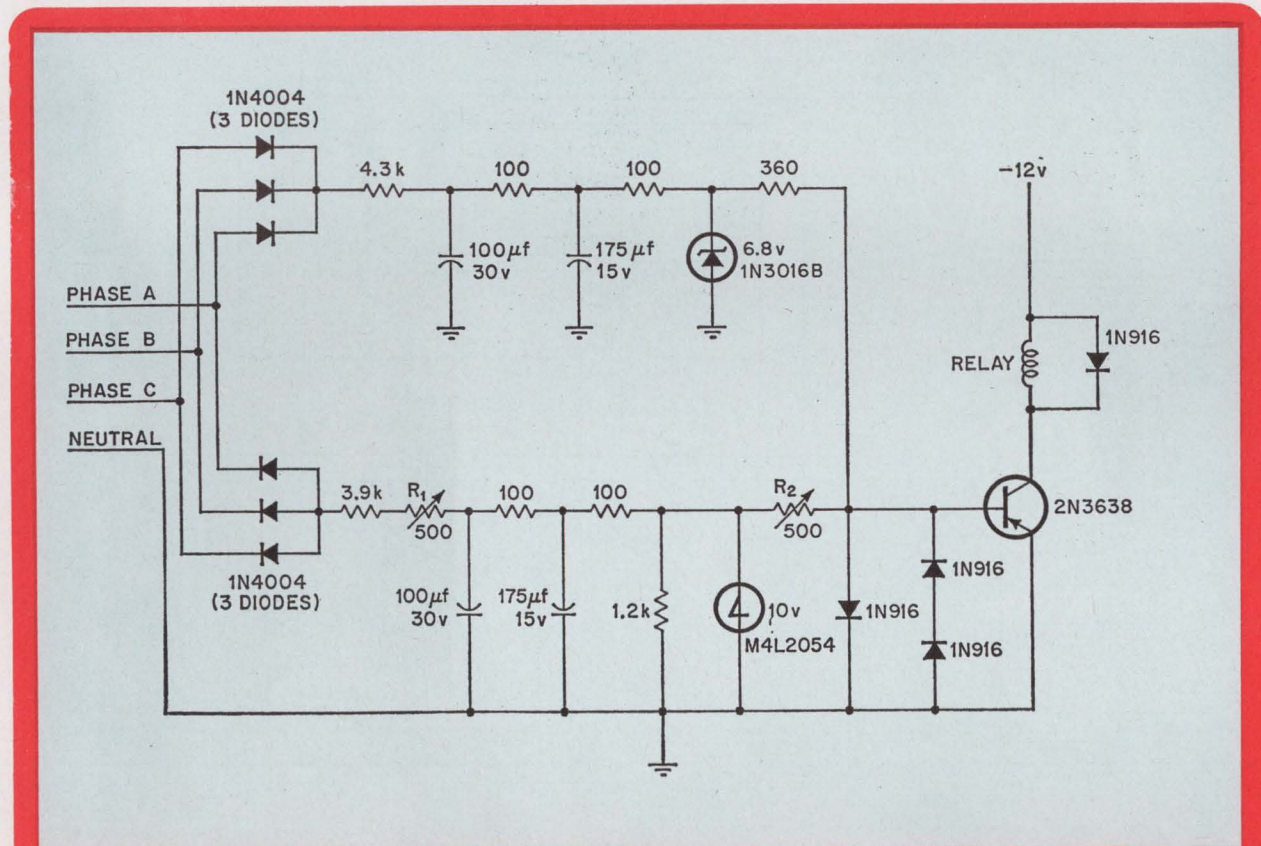 1N4004
(3 DIODES)
4.3k
100
100
360
-12v
100µf
30v
175µf
15v
6.8v
1N3016B
PHASE A
PHASE B
PHASE C
NEUTRAL
RELAY
1N916
3.9k
R1
500
100
100
R2
500
2N3638
1N4004
(3 DIODES)
100µf
30v
175µf
15v
1.2k
10v
M4L2054
1N916
1N916
1N916